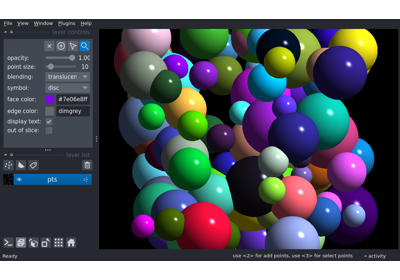 File View Window Plugins Help
layer controls
opacity: 1.00
point size: 10
blending: translucen
symbol: disc
face color: #7e06e8ff
edge color: dimgrey
display text:
out of slice:
layer list
pts
Ready use <2> for add points, use <3> for select points activity